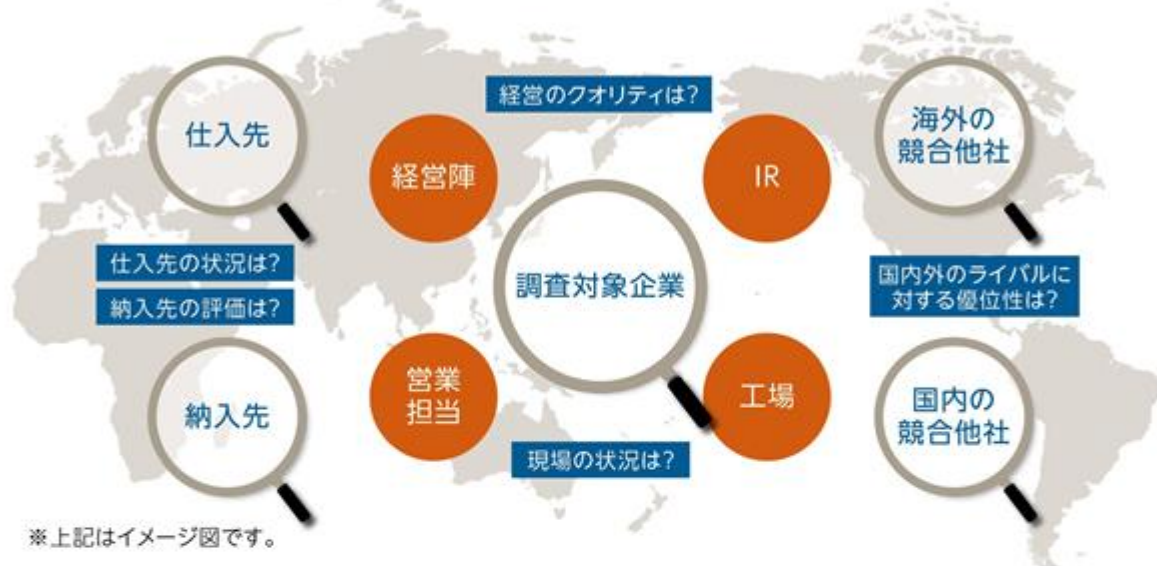 仕入先
仕入先の状況は?
納入先の評価は?
納入先
経営のクオリティは?
経営陣
IR
調査対象企業
営業
担当
工場
現場の状況は?
海外の
競合他社
国内外のライバルに
対する優位性は?
国内の
競合他社
※上記はイメージ図です。